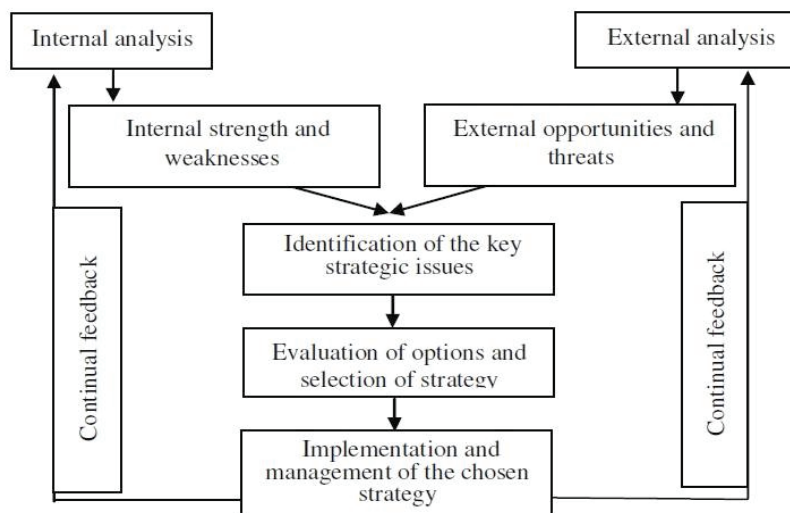 Internal analysis
External analysis
Internal strength and
weaknesses
External opportunities and
threats
Identification of the key
strategic issues
Evaluation of options and
selection of strategy
Implementation and
management of the chosen
strategy
Continual feedback
Continual feedback